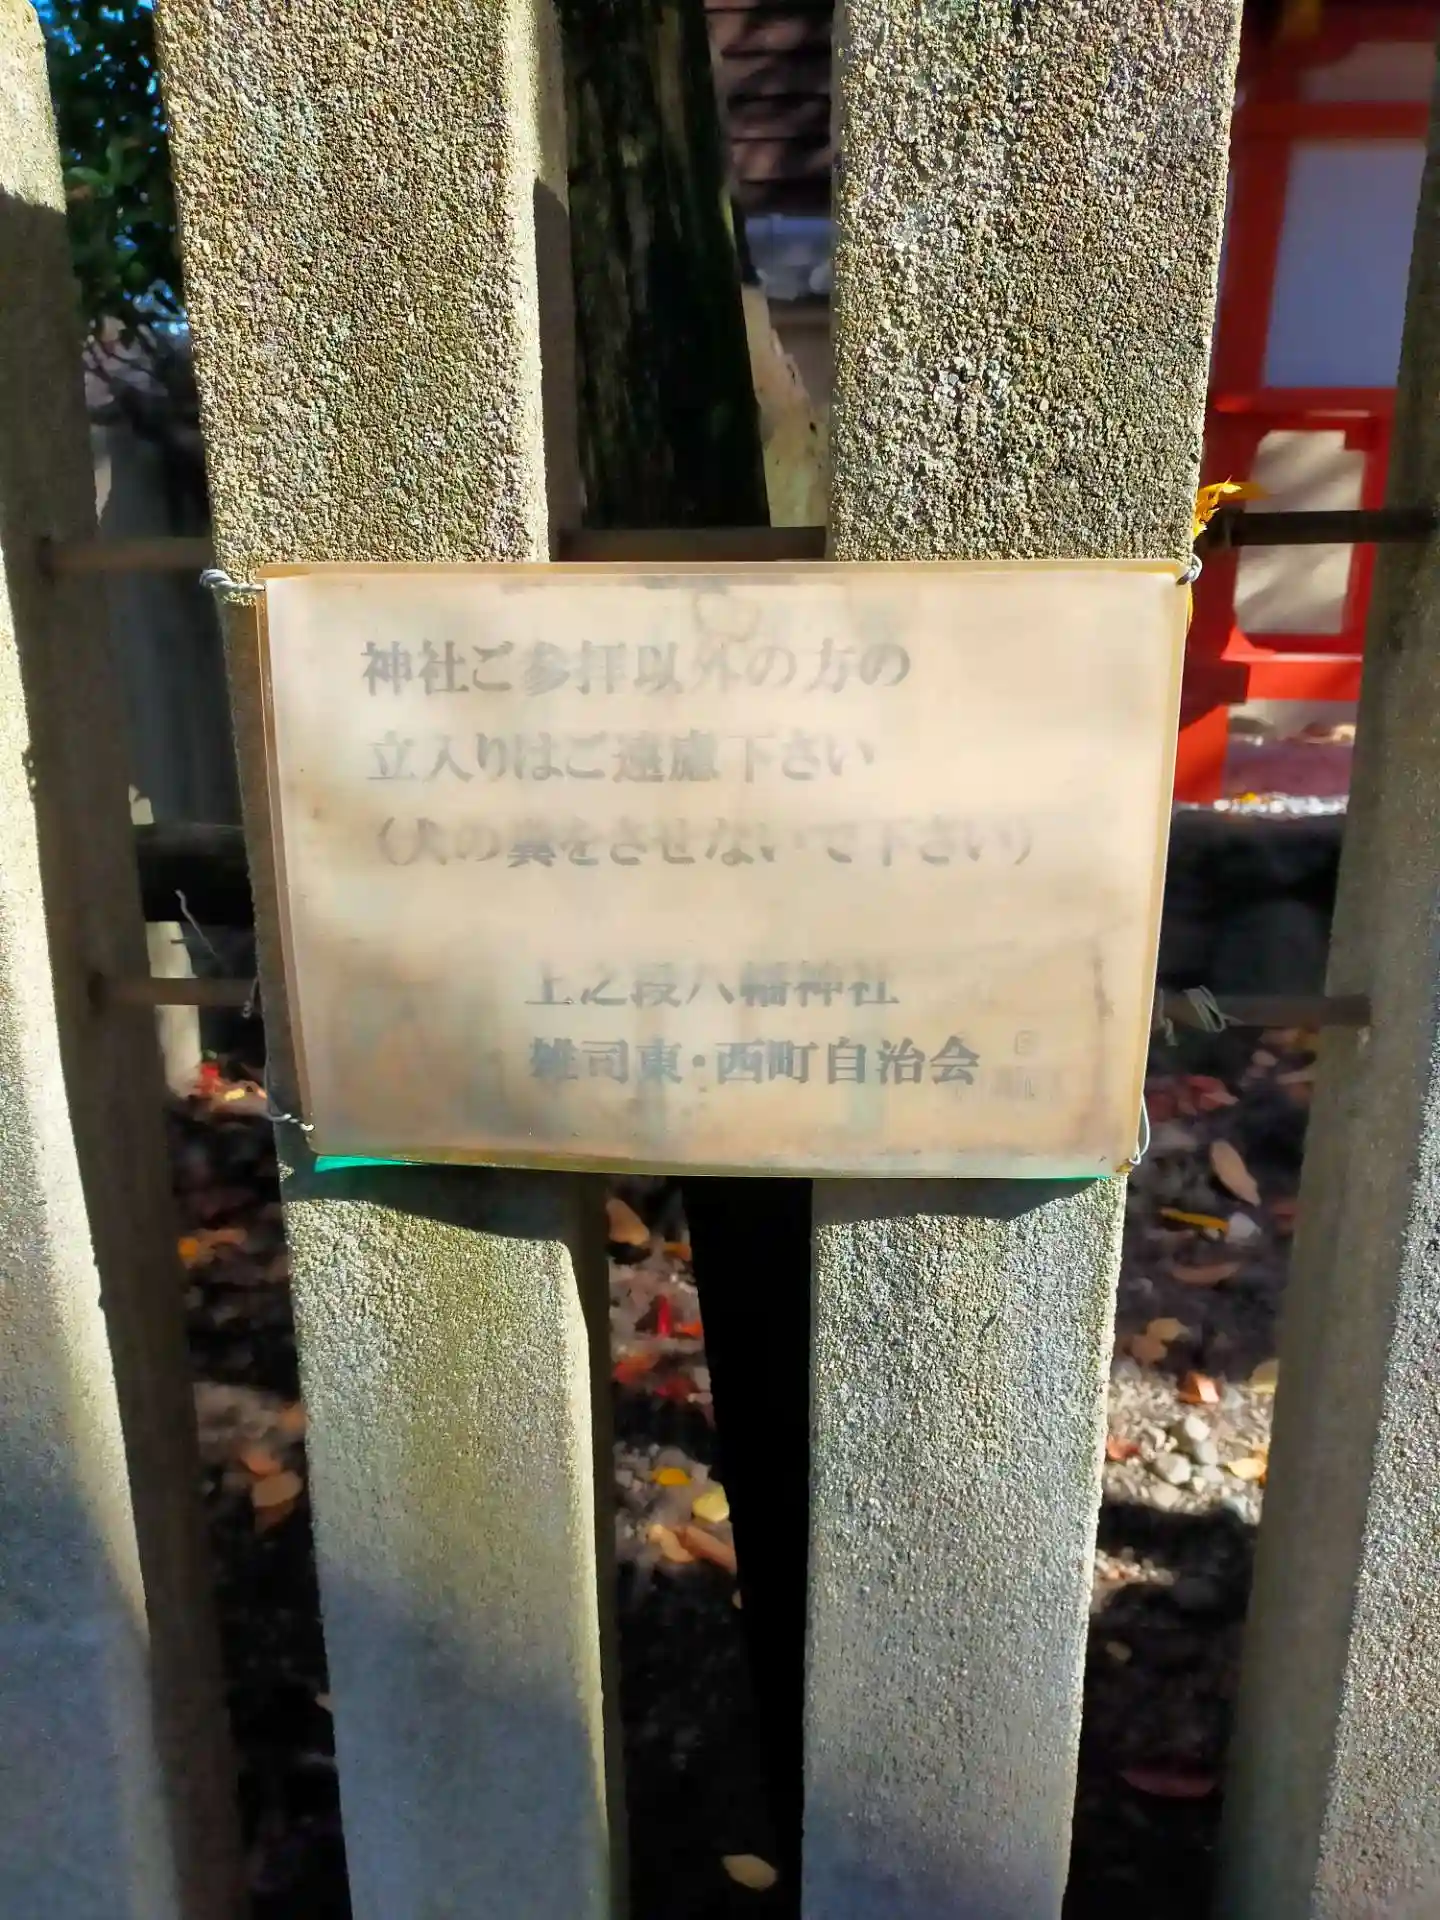 神社ご参拝以外の方の
立入りはご遠慮下さい
（犬の糞をさせないで下さい）
上之段八幡神社
雑司東・西町自治会